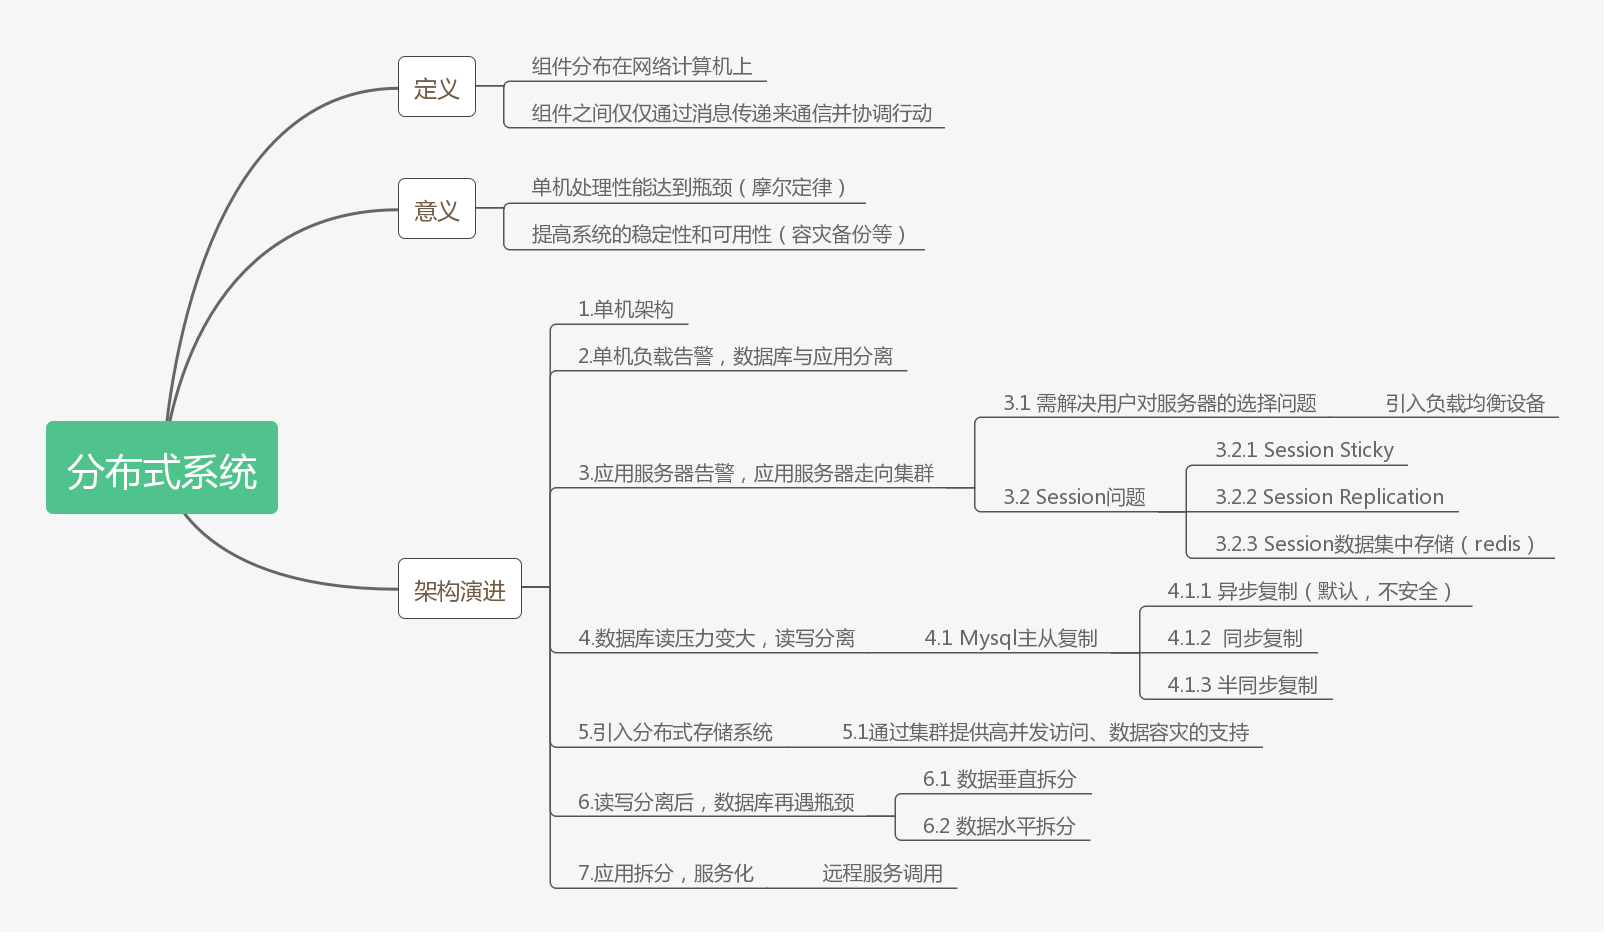 分布式系统
定义
组件分布在网络计算机上
组件之间仅仅通过消息传递来通信并协调行动
意义
单机处理性能达到瓶颈（摩尔定律）
提高系统的稳定性和可用性（容灾备份等）
架构演进
1.单机架构
2.单机负载告警，数据库与应用分离
3.应用服务器告警，应用服务器走向集群
3.1 需解决用户对服务器的选择问题
引入负载均衡设备
3.2 Session问题
3.2.1 Session Sticky
3.2.2 Session Replication
3.2.3 Session数据集中存储（redis）
4.数据库读压力变大，读写分离
4.1 Mysql主从复制
4.1.1 异步复制（默认，不安全）
4.1.2  同步复制
4.1.3 半同步复制
5.引入分布式存储系统
5.1通过集群提供高并发访问、数据容灾的支持
6.读写分离后，数据库再遇瓶颈
6.1 数据垂直拆分
6.2 数据水平拆分
7.应用拆分，服务化
远程服务调用